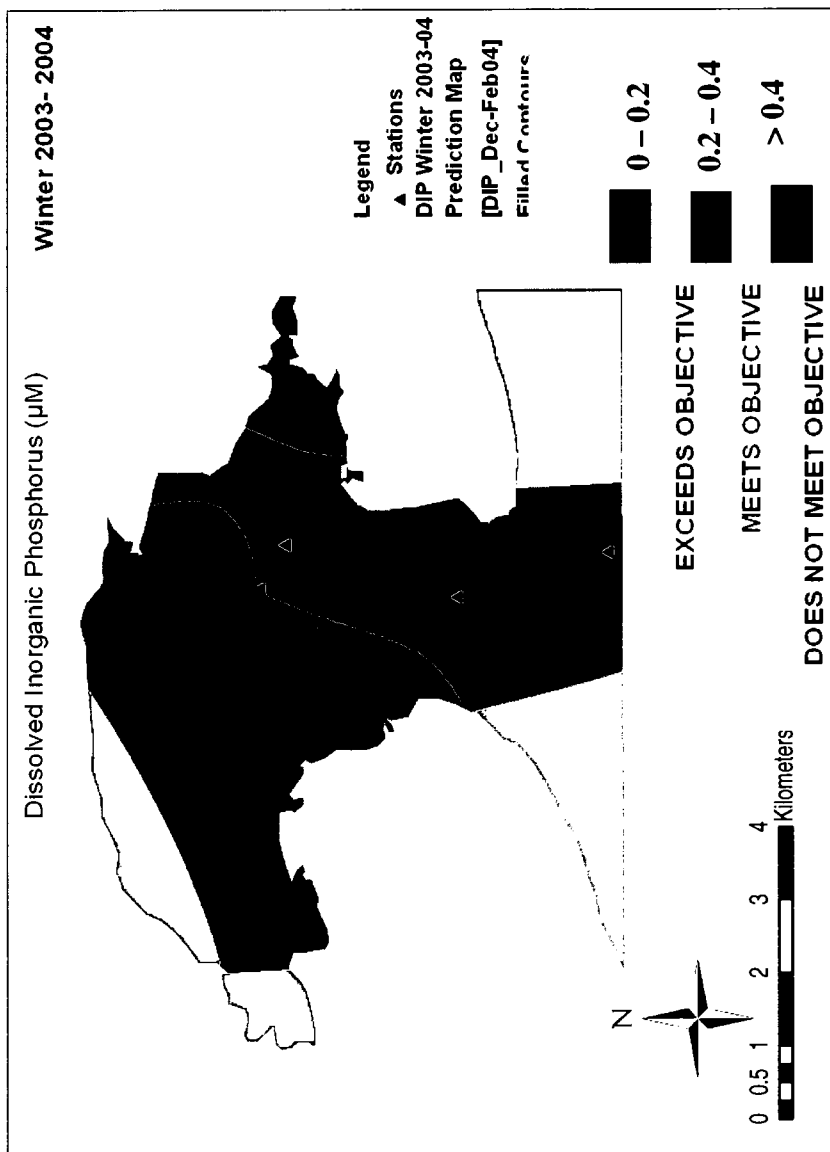 Dissolved Inorganic Phosphorus (µM)
Winter 2003- 2004
Legend
Stations
DIP Winter 2003-04
Prediction Map
[DIP_Dec-Feb04]
Filled Contours
EXCEEDS OBJECTIVE 0 – 0.2
MEETS OBJECTIVE 0.2 – 0.4
DOES NOT MEET OBJECTIVE > 0.4
N
0 0.5 1 2 3 4
Kilometers